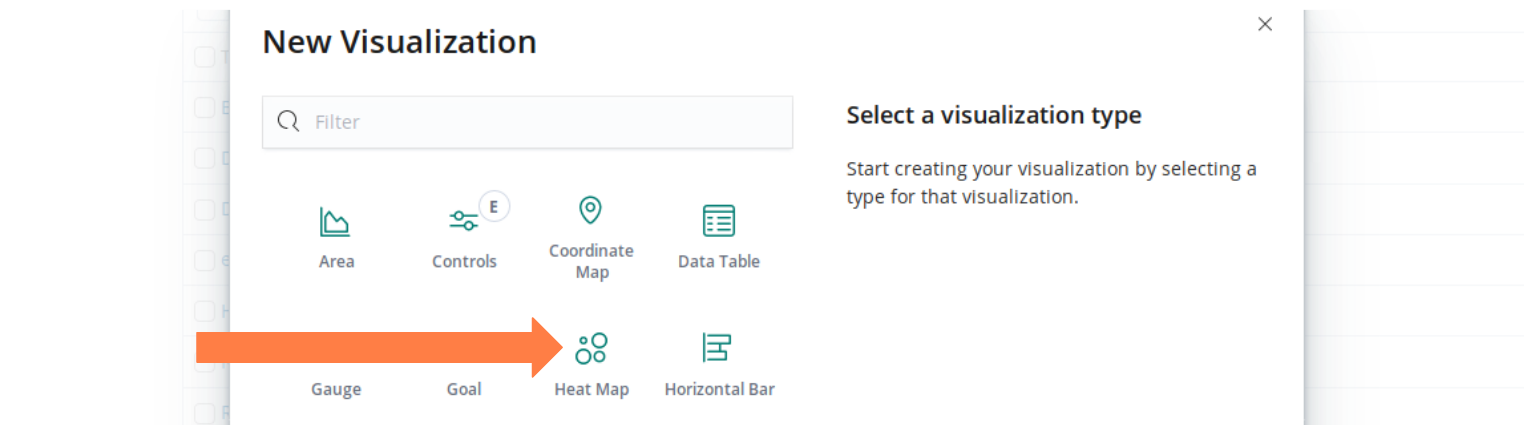 New Visualization
Filter
Select a visualization type
Start creating your visualization by selecting a
type for that visualization.
E
Area
Controls
Coordinate
Map
Data Table
Gauge
Goal
Heat Map
Horizontal Bar